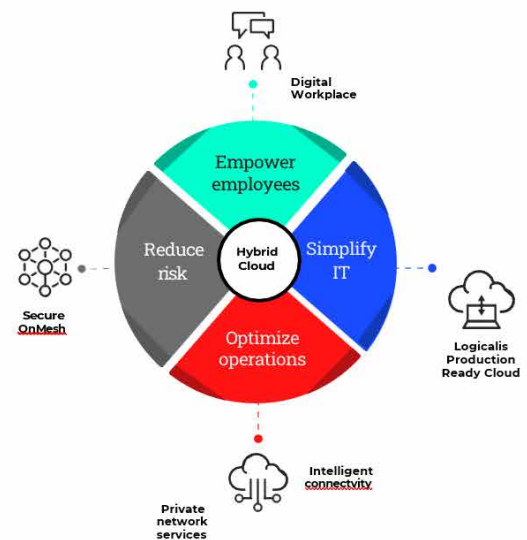 Digital
Workplace
Empower
employees
Reduce
risk
Hybrid
Cloud
Simplify
IT
Secure
OnMesh
Optimize
operations
Logicalis
Production
Ready Cloud
Intelligent
connectvity
Private
network
services